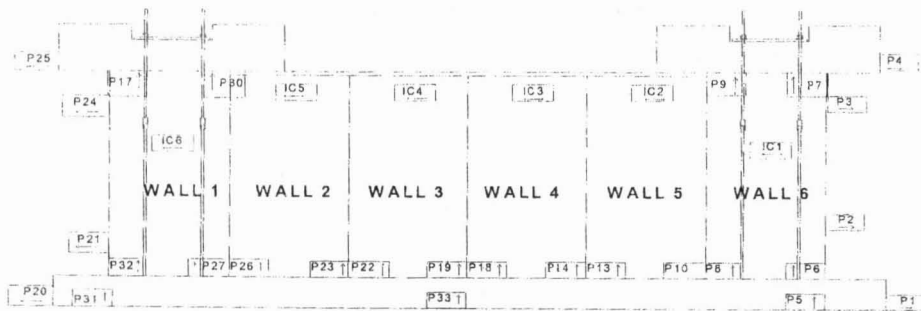 P25 P4
P17 P30 IC5 IC4 IC3 IC2 P9 P7
P24 P3
IC6 IC1
WALL 1 WALL 2 WALL 3 WALL 4 WALL 5 WALL 6
P21 P2
P32 P27 P26 P23 P22 P19 P18 P14 P13 P10 P8 P6
P20 P31 P33 P5 P1